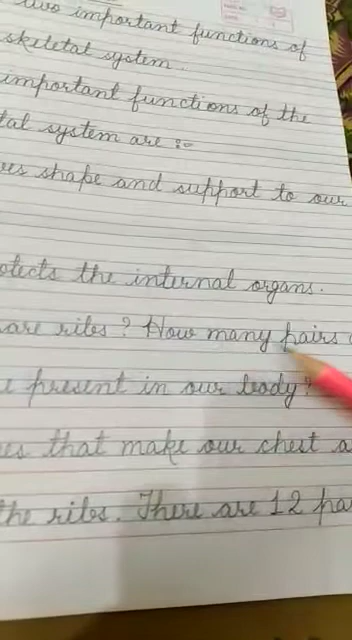 two important functions of
skeletal system.
important functions of the
tal system are :-
ves shape and support to our
otects the internal organs.
are ribs ? How many pairs
e present in our body ?
es that make our chest a
the ribs. There are 12 pa